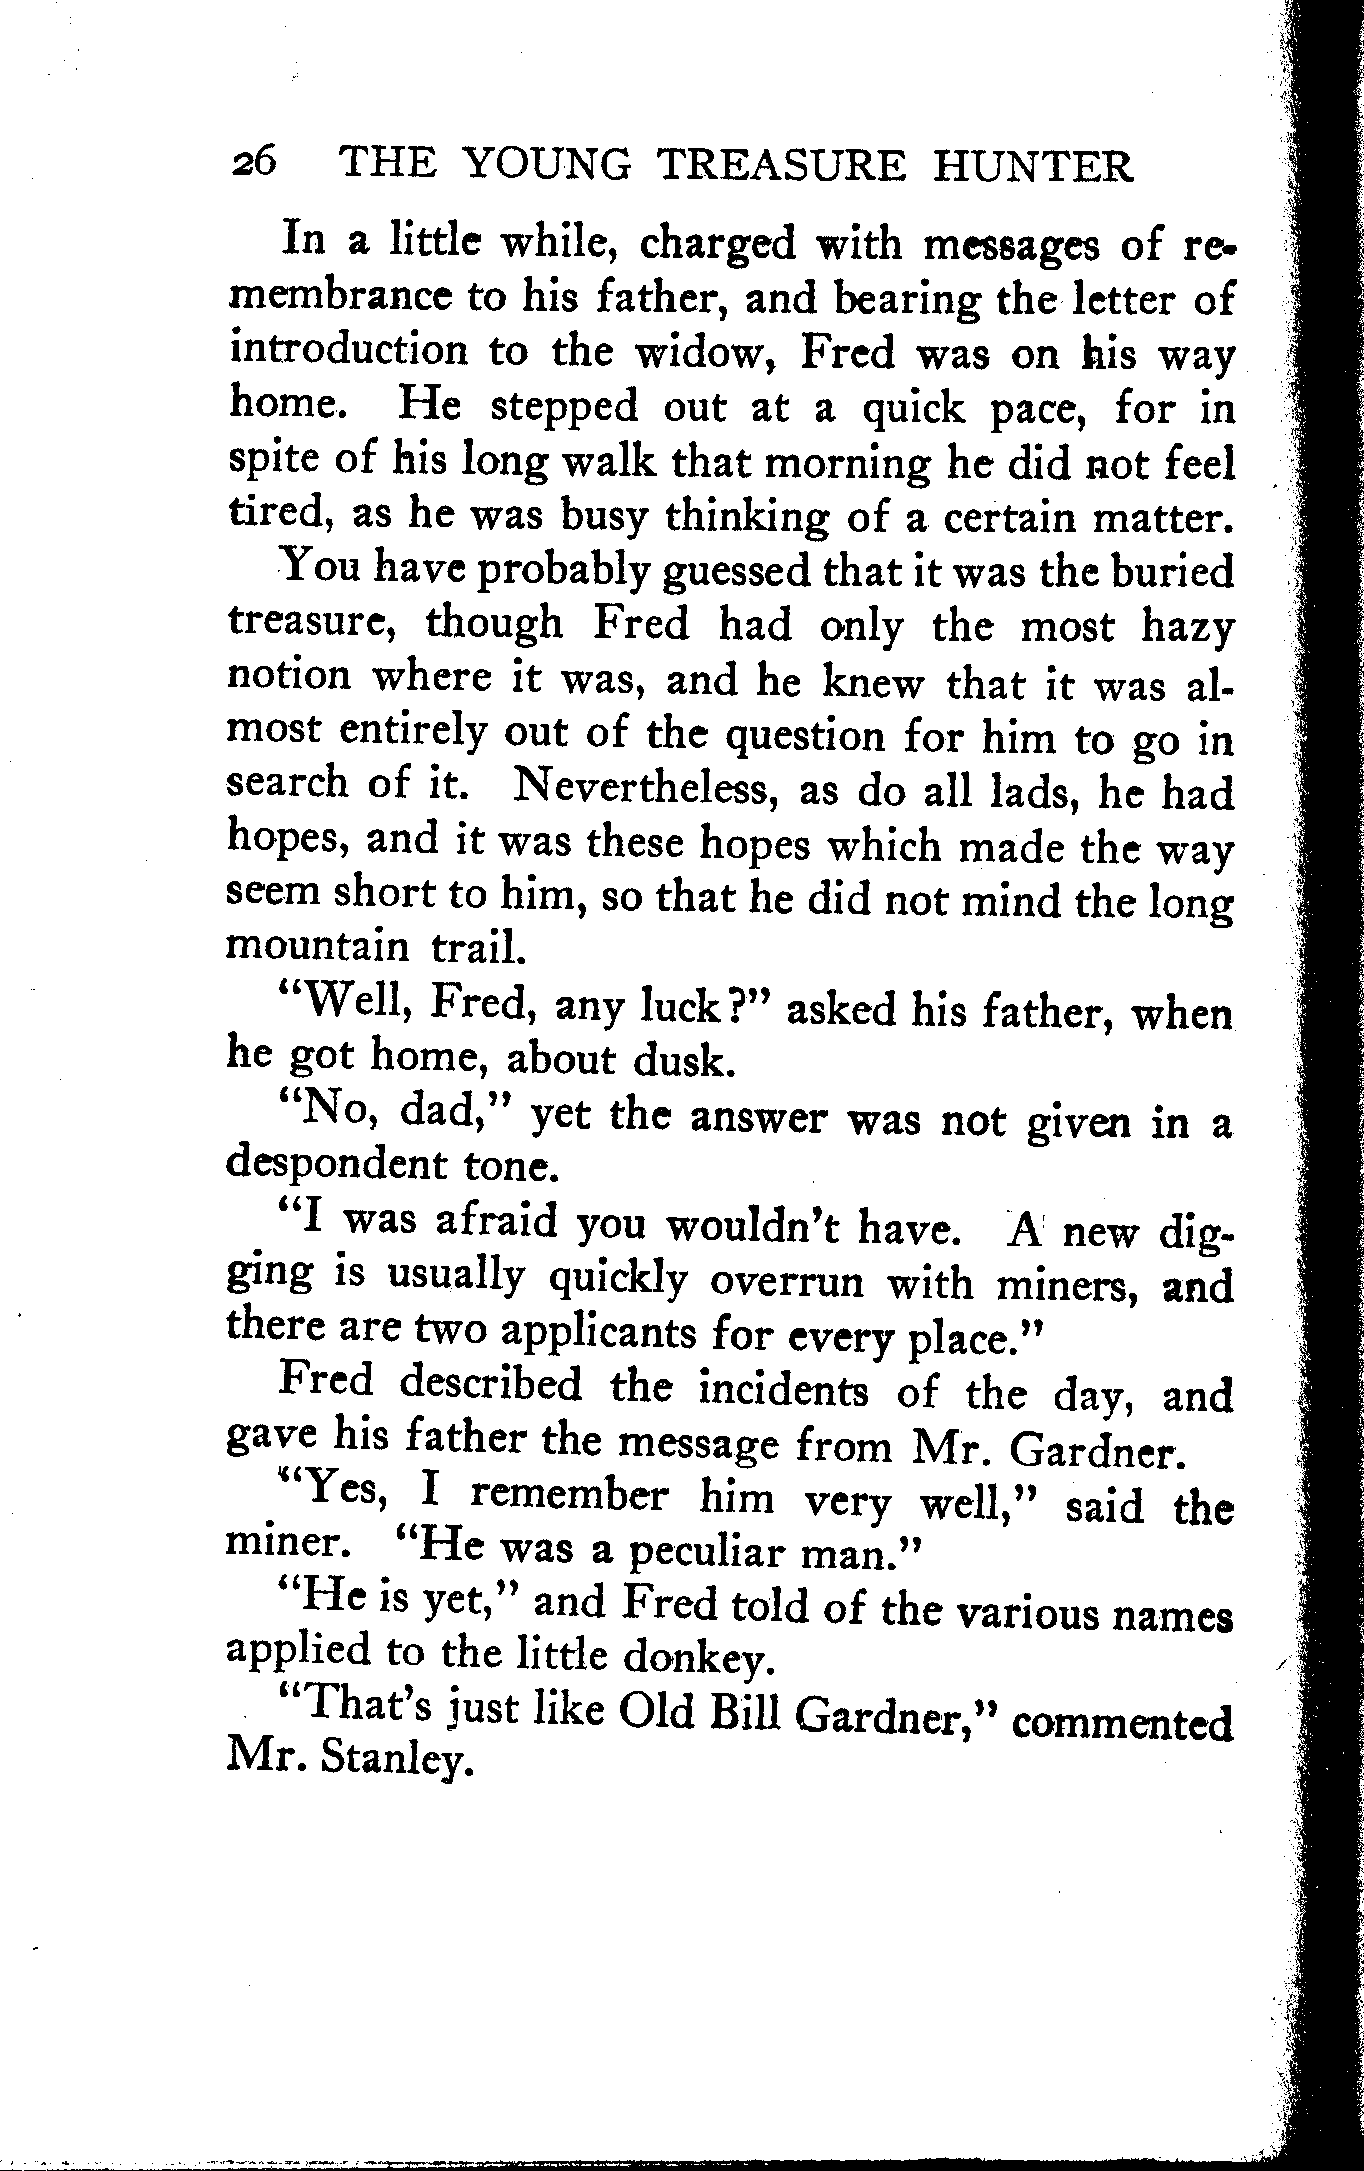 26 THE YOUNG TREASURE HUNTER
In a little while, charged with messages of re-
membrance to his father, and bearing the letter of
introduction to the widow, Fred was on his way
home. He stepped out at a quick pace, for in
spite of his long walk that morning he did not feel
tired, as he was busy thinking of a certain matter.
You have probably guessed that it was the buried
treasure, though Fred had only the most hazy
notion where it was, and he knew that it was al-
most entirely out of the question for him to go in
search of it. Nevertheless, as do all lads, he had
hopes, and it was these hopes which made the way
seem short to him, so that he did not mind the long
mountain trail.
"Well, Fred, any luck?" asked his father, when
he got home, about dusk.
"No, dad," yet the answer was not given in a
despondent tone.
"I was afraid you wouldn't have. A new dig-
ging is usually quickly overrun with miners, and
there are two applicants for every place."
Fred described the incidents of the day, and
gave his father the message from Mr. Gardner.
"Yes, I remember him very well," said the
miner. "He was a peculiar man."
"He is yet," and Fred told of the various names
applied to the little donkey.
"That's just like Old Bill Gardner," commented
Mr. Stanley.